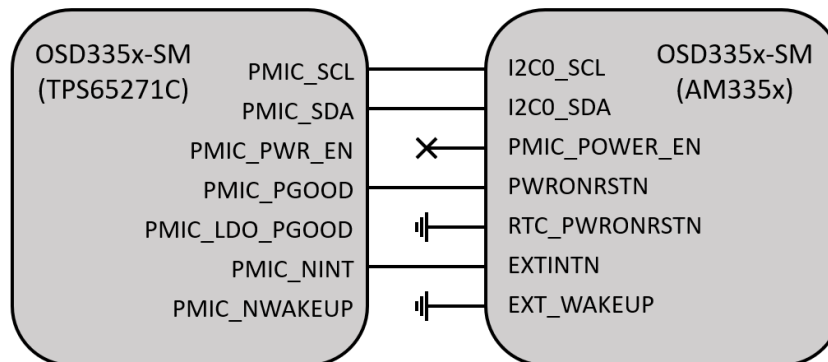 OSD335x-SM
(TPS65271C)
PMIC_SCL
PMIC_SDA
PMIC_PWR_EN
PMIC_PGOOD
PMIC_LDO_PGOOD
PMIC_NINT
PMIC_NWAKEUP
OSD335x-SM
(AM335x)
I2C0_SCL
I2C0_SDA
PMIC_POWER_EN
PWRONRSTN
RTC_PWRONRSTN
EXTINTN
EXT_WAKEUP